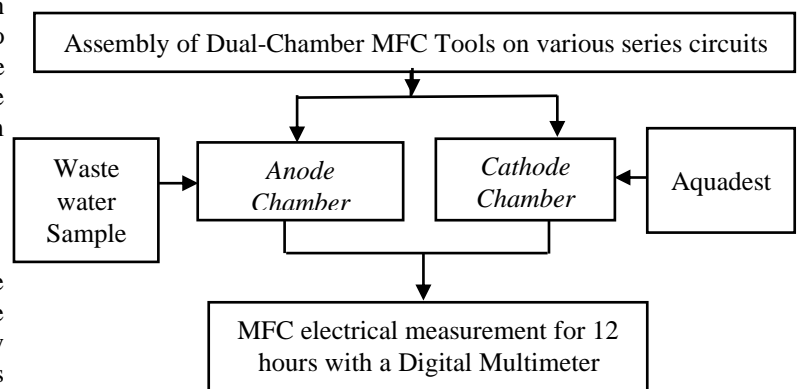 Assembly of Dual-Chamber MFC Tools on various series circuits
Waste
water
Sample
Anode
Chamber
Cathode
Chamber
Aquadest
MFC electrical measurement for 12
hours with a Digital Multimeter